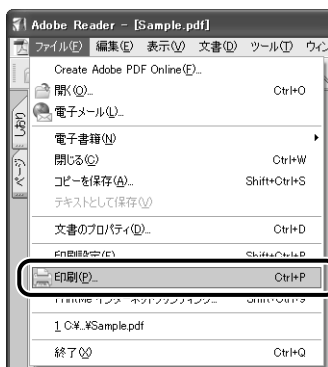 Adobe Reader - [Sample.pdf]
ファイル(F) 編集(E) 表示(V) 文書(D) ツール(T) ウィン
Create Adobe PDF Online(F)...
開く(O)... Ctrl+O
電子メール(L)...
しおり
電子書籍(N)
閉じる(C) Ctrl+W
ページ
コピーを保存(A)... Shift+Ctrl+S
テキストとして保存(V)
文書のプロパティ(D)... Ctrl+D
印刷(P)... Ctrl+P
1 C:¥...¥Sample.pdf
終了(X) Ctrl+Q